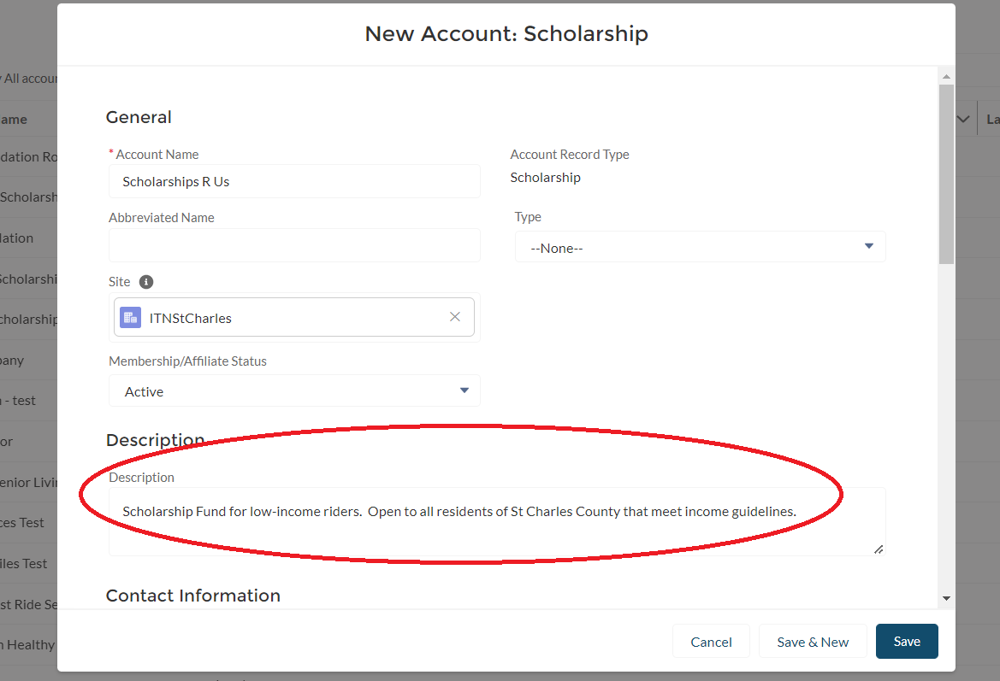 New Account: Scholarship
All accou
ame
La
dation Ro
Scholarsh
lation
Scholarshi
cholarship
pany
- test
or
enior Livi
ces Test
iles Test
st Ride Se
n Healthy
General
* Account Name
Scholarships R Us
Account Record Type
Scholarship
Abbreviated Name
Type
--None--
Site
ITNStCharles
Membership/Affiliate Status
Active
Description
Description
Scholarship Fund for low-income riders.  Open to all residents of St Charles County that meet income guidelines.
Contact Information
Cancel
Save & New
Save